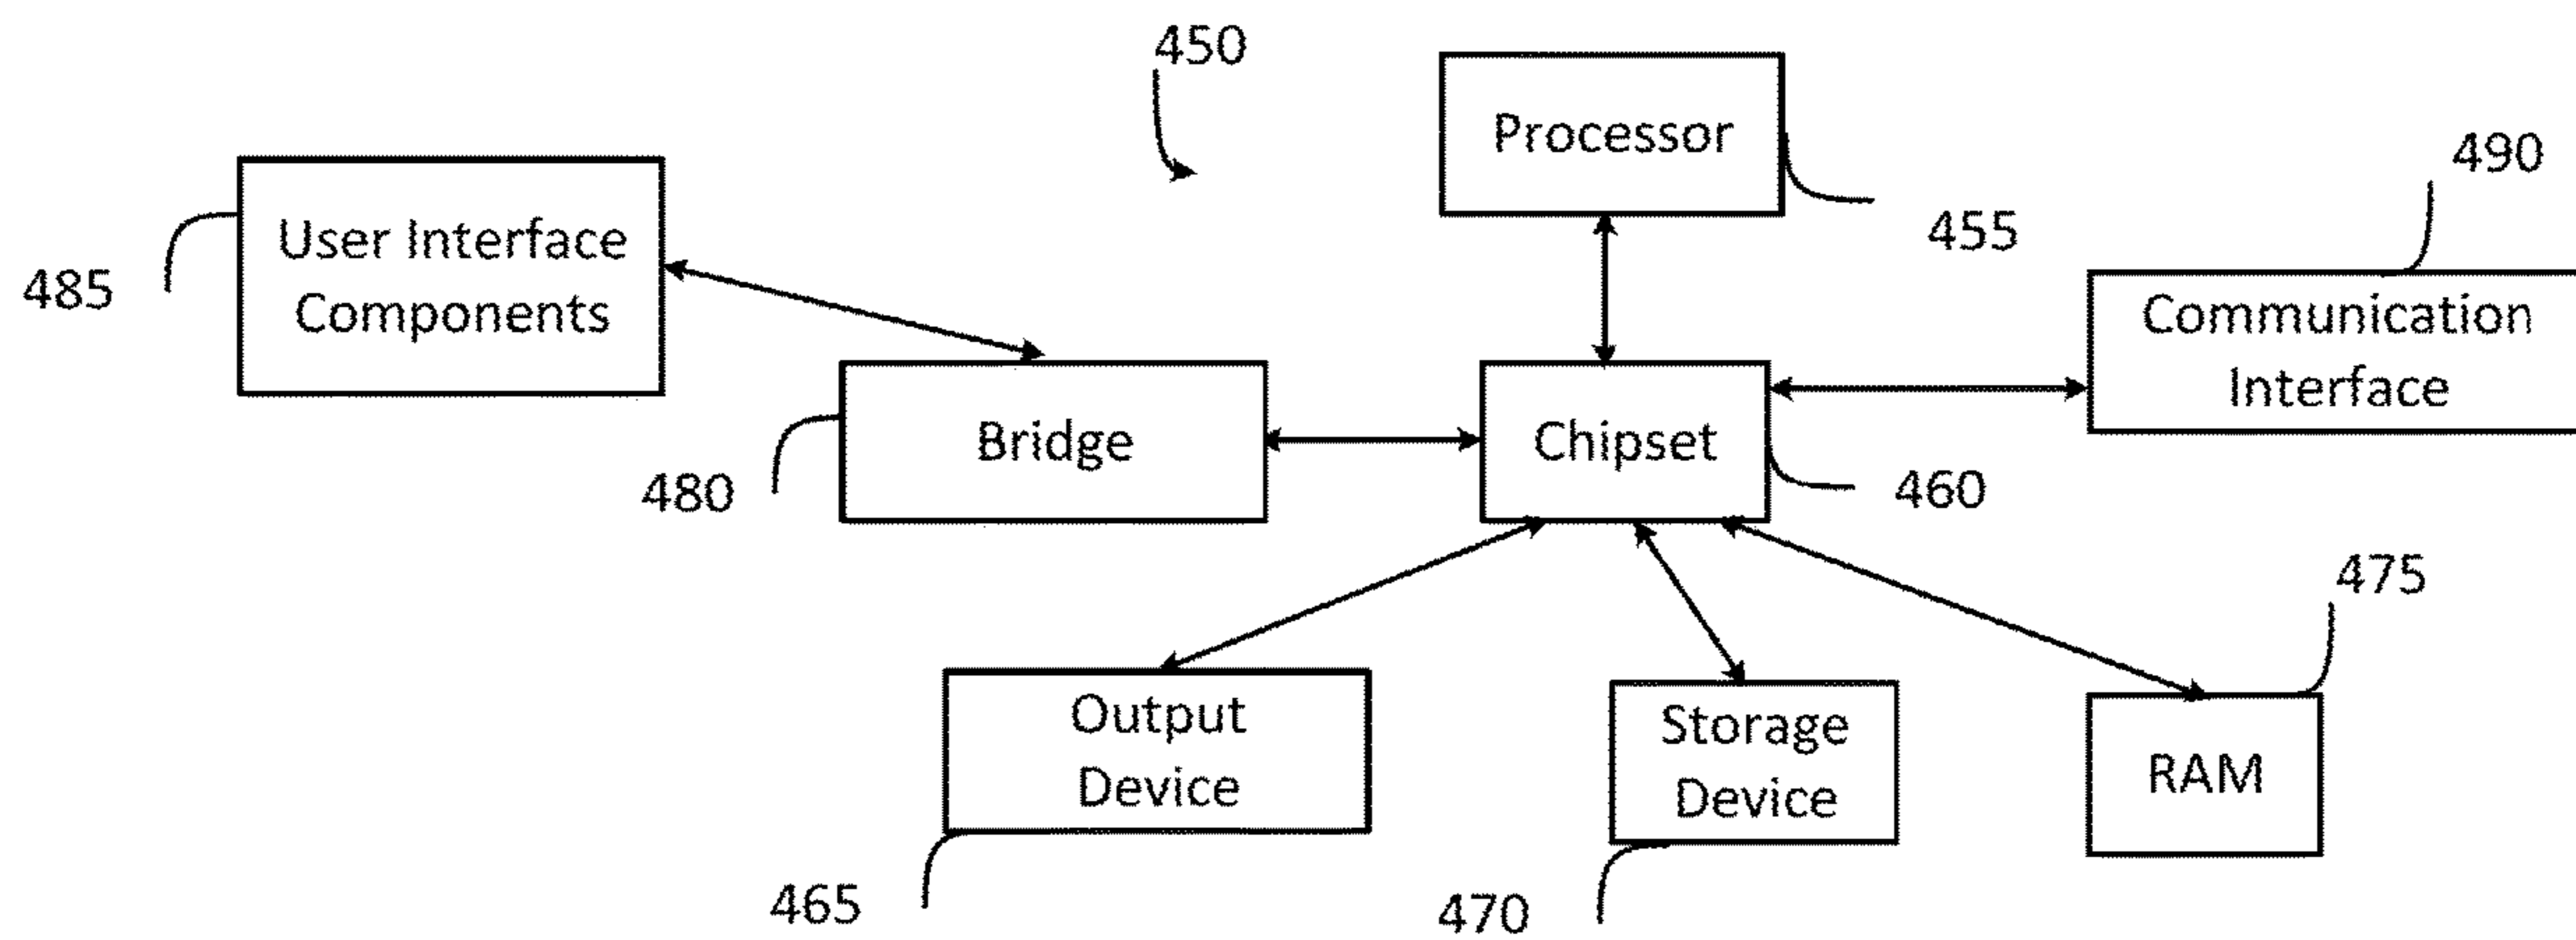 450
Processor
490
455
User Interface
Components
485
Communication
Interface
Bridge
Chipset
480
460
475
Output
Device
Storage
Device
RAM
465
470